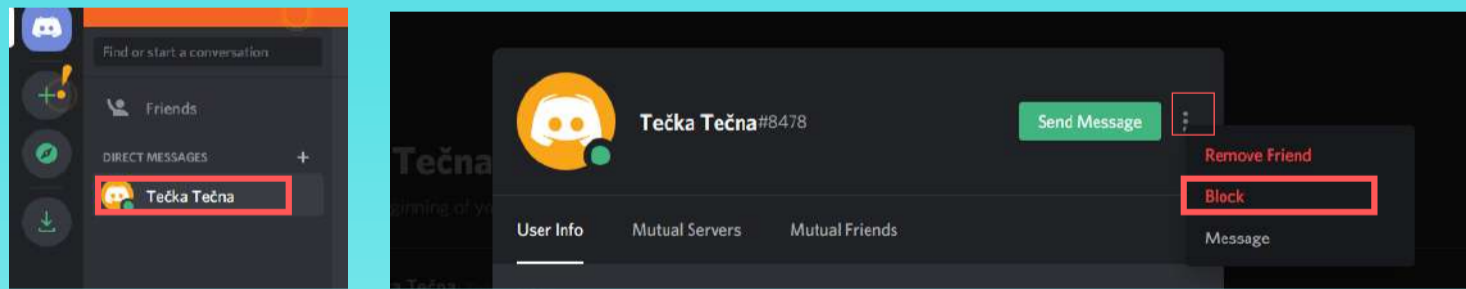 Find or start a conversation
Friends
DIRECT MESSAGES +
Tečka Tečna
Tečka Tečna#8478
Send Message
Remove Friend
Block
Message
User Info
Mutual Servers
Mutual Friends
Tečna